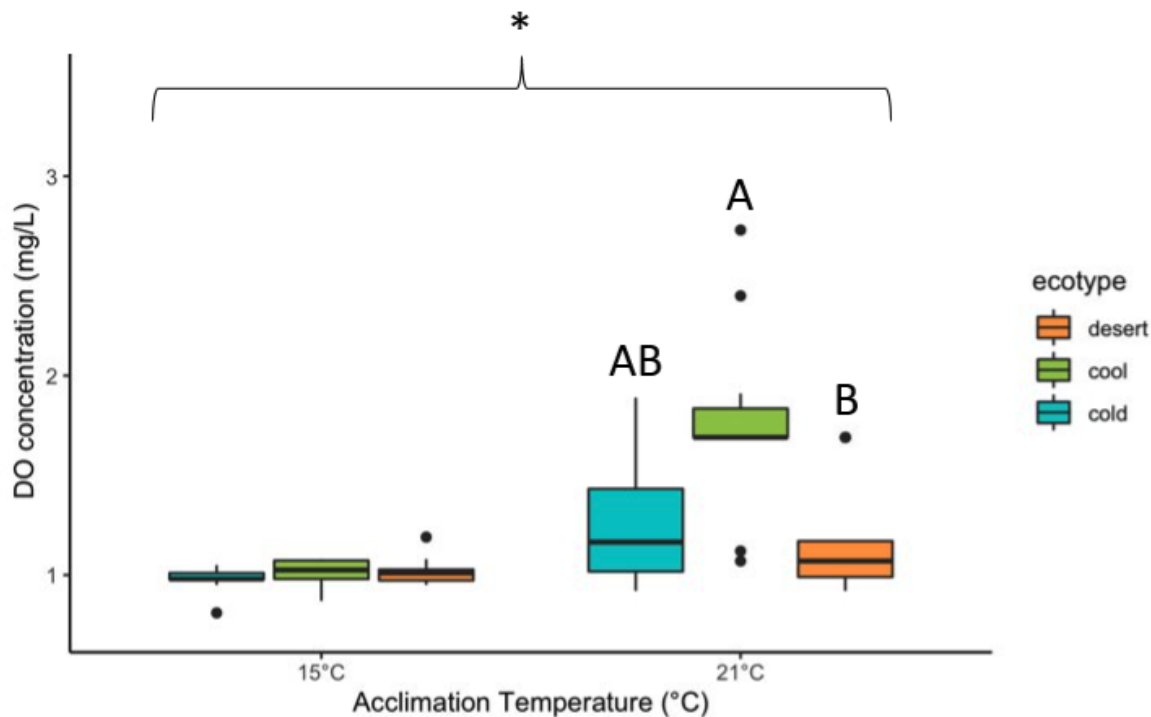 *
3
2
1
DO concentration (mg/L)
A
AB
B
15°C
21°C
Acclimation Temperature (°C)
ecotype
desert
cool
cold